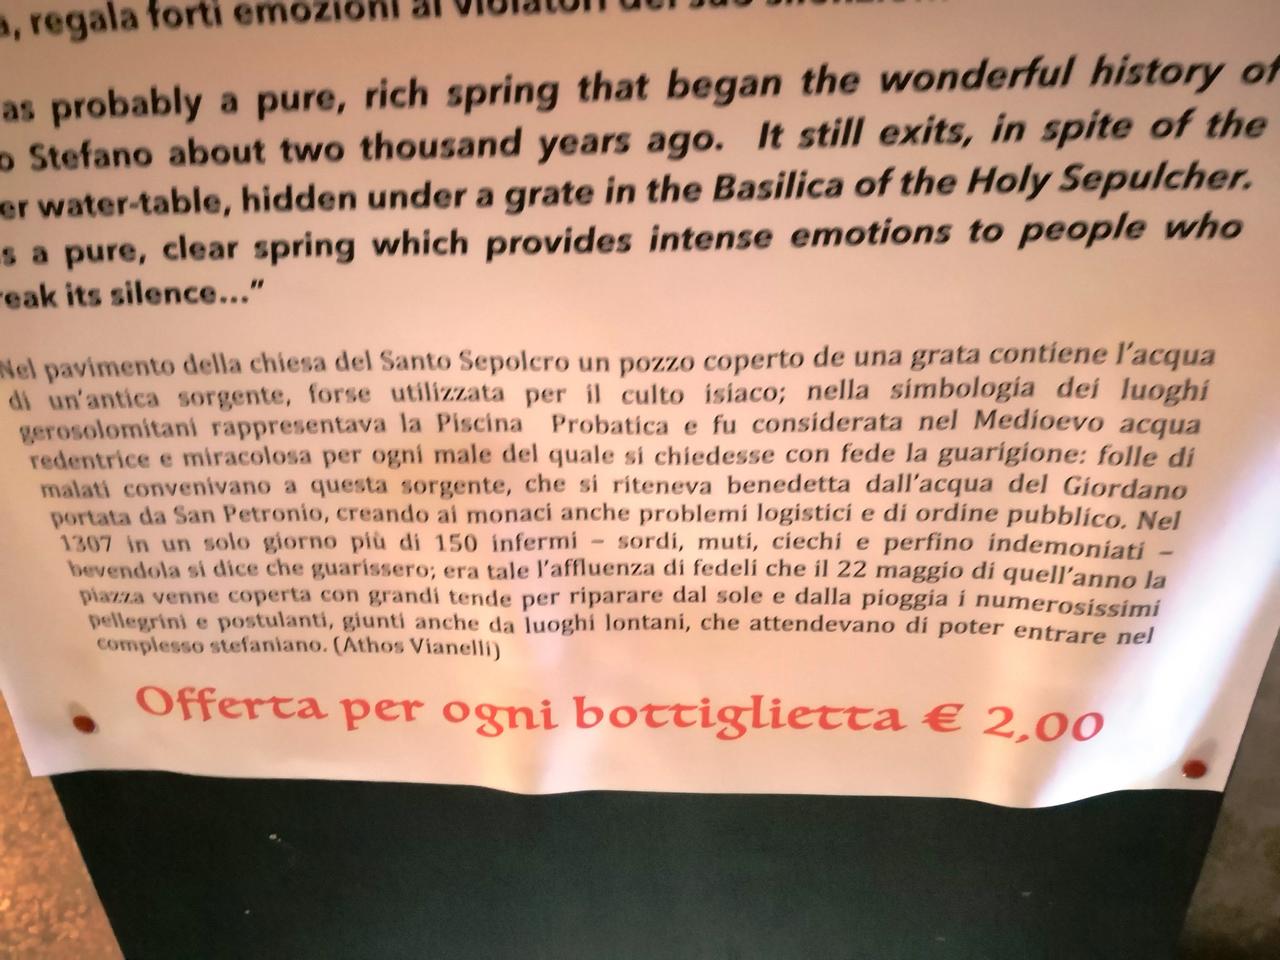 , regala forti emozioni ai violatori del suo
as probably a pure, rich spring that began the wonderful history of
o Stefano about two thousand years ago. It still exits, in spite of the
er water-table, hidden under a grate in the Basilica of the Holy Sepulcher.
s a pure, clear spring which provides intense emotions to people who
reak its silence..."
Nel pavimento della chiesa del Santo Sepolcro un pozzo coperto de una grata contiene l'acqua
di un'antica sorgente, forse utilizzata per il culto isiaco; nella simbologia dei luoghi
gerosolomitani rappresentava la Piscina Probatica e fu considerata nel Medioevo acqua
redentrice e miracolosa per ogni male del quale si chiedesse con fede la guarigione: folle di
malati convenivano a questa sorgente, che si riteneva benedetta dall'acqua del Giordano
portata da San Petronio, creando ai monaci anche problemi logistici e di ordine pubblico. Nel
1307 in un solo giorno più di 150 infermi – sordi, muti, ciechi e perfino indemoniati –
bevendola si dice che guarissero; era tale l'affluenza di fedeli che il 22 maggio di quell'anno la
piazza venne coperta con grandi tende per riparare dal sole e dalla pioggia i numerosissimi
pellegrini e postulanti, giunti anche da luoghi lontani, che attendevano di poter entrare nel
complesso stefaniano. (Athos Vianelli)
Offerta per ogni bottiglietta € 2,00